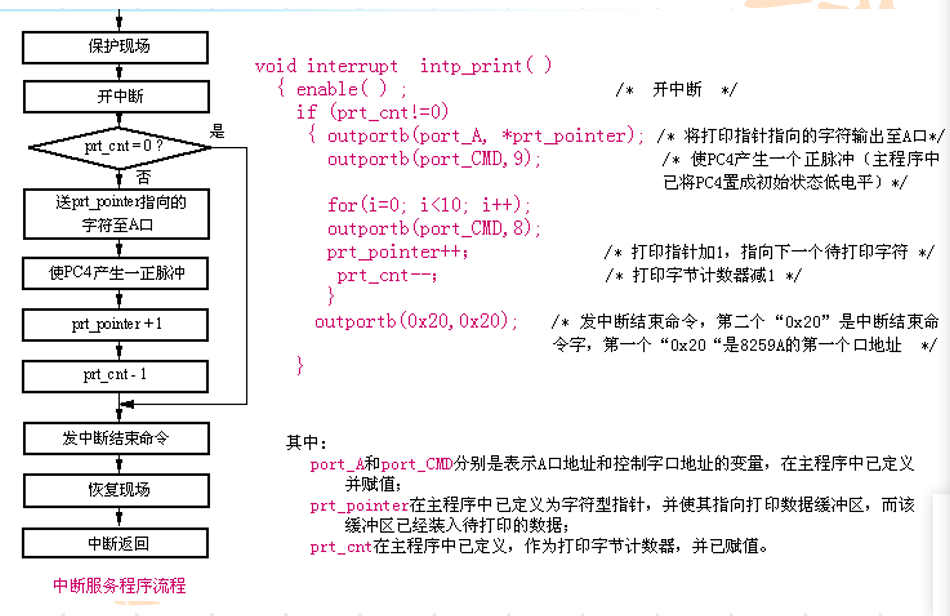 保护现场
开中断
prt_cnt=0？
是
否
送prt_pointer指向的
字符至A口
使PC4产生一正脉冲
prt_pointer+1
prt_cnt-1
发中断结束命令
恢复现场
中断返回
中断服务程序流程
void interrupt intp_print( )
{ enable( ) ; /* 开中断 */
if (prt_cnt!=0)
{ outportb(port_A, *prt_pointer); /* 将打印指针指向的字符输出至A口*/
outportb(port_CMD,9); /* 使PC4产生一个正脉冲（主程序中
已将PC4置成初始状态低电平）*/
for(i=0; i<10; i++);
outportb(port_CMD,8);
prt_pointer++; /* 打印指针加1，指向下一个待打印字符 */
prt_cnt--; /* 打印字节计数器减1 */
}
outportb(0x20,0x20); /* 发中断结束命令，第二个“0x20”是中断结束命
令字，第一个“0x20“是8259A的第一个口地址 */
}
其中：
port_A和port_CMD分别是表示A口地址和控制字口地址的变量，在主程序中已定义
并赋值；
prt_pointer在主程序中已定义为字符型指针，并使其指向打印数据缓冲区，而该
缓冲区已经装入待打印的数据；
prt_cnt在主程序中已定义，作为打印字节计数器，并已赋值。